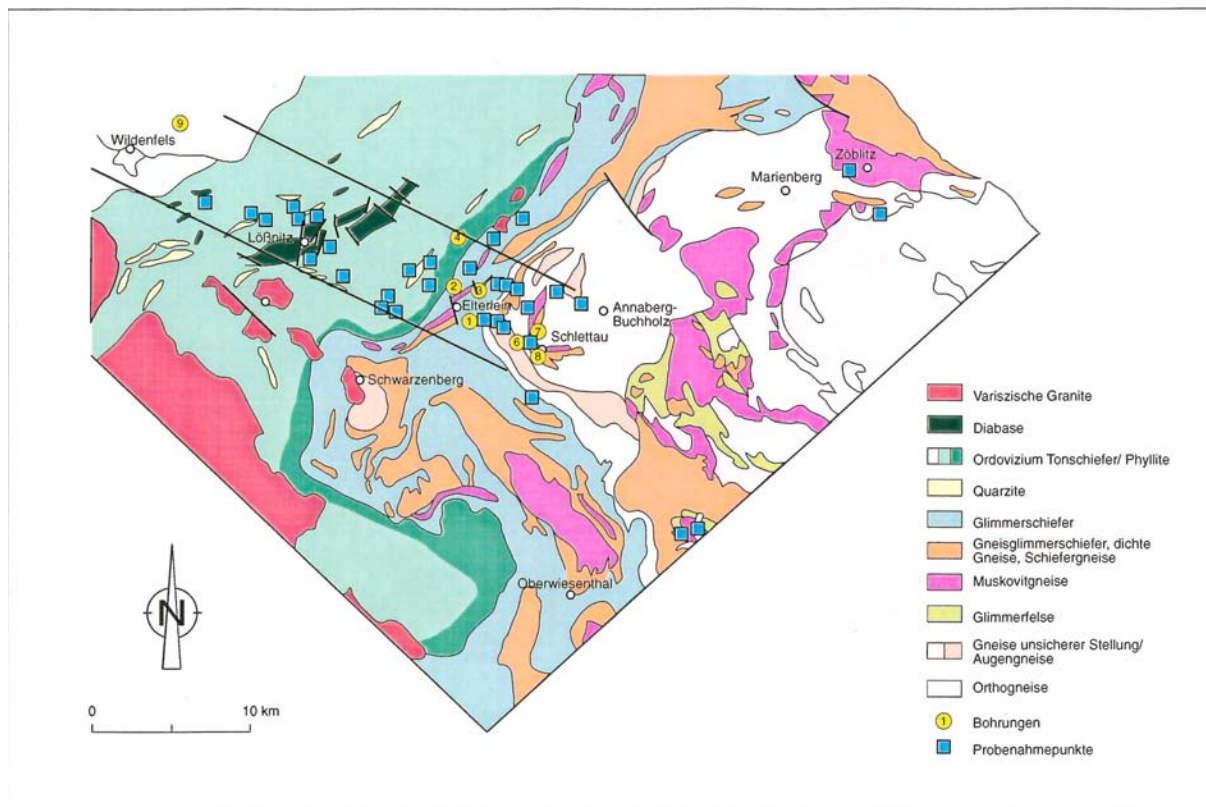 9
Wildenfels
Zöblitz
Marienberg
Lößnitz
4
2
3
Elterlein
1
Annaberg-
Buchholz
7
6
Schlettau
8
Schwarzenberg
Oberwiesenthal
N
0 10 km
Variszische Granite
Diabase
Ordovizium Tonschiefer/ Phyllite
Quarzite
Glimmerschiefer
Gneisglimmerschiefer, dichte
Gneise, Schiefergneise
Muskovitgneise
Glimmerfelse
Gneise unsicherer Stellung/
Augengneise
Orthogneise
1 Bohrungen
Probenahmepunkte